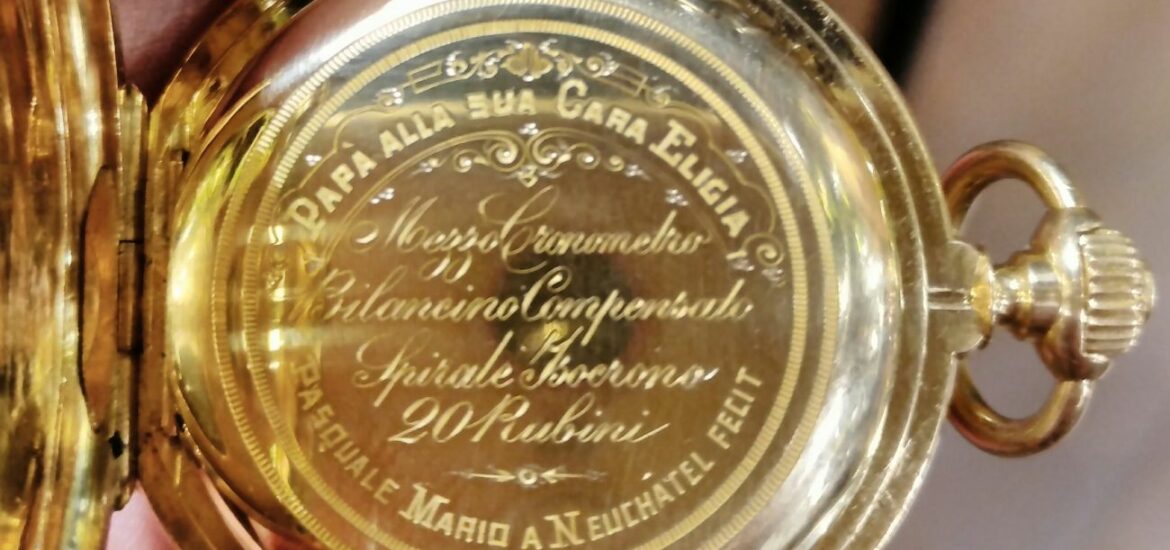 PAPÀ ALLA SUA CARA ELIGIA
Mezzo Cronometro
Bilancino Compensato
Spirale Isocrono
20 Rubini
PASQUALE MARIO A NEUCHATEL FECIT